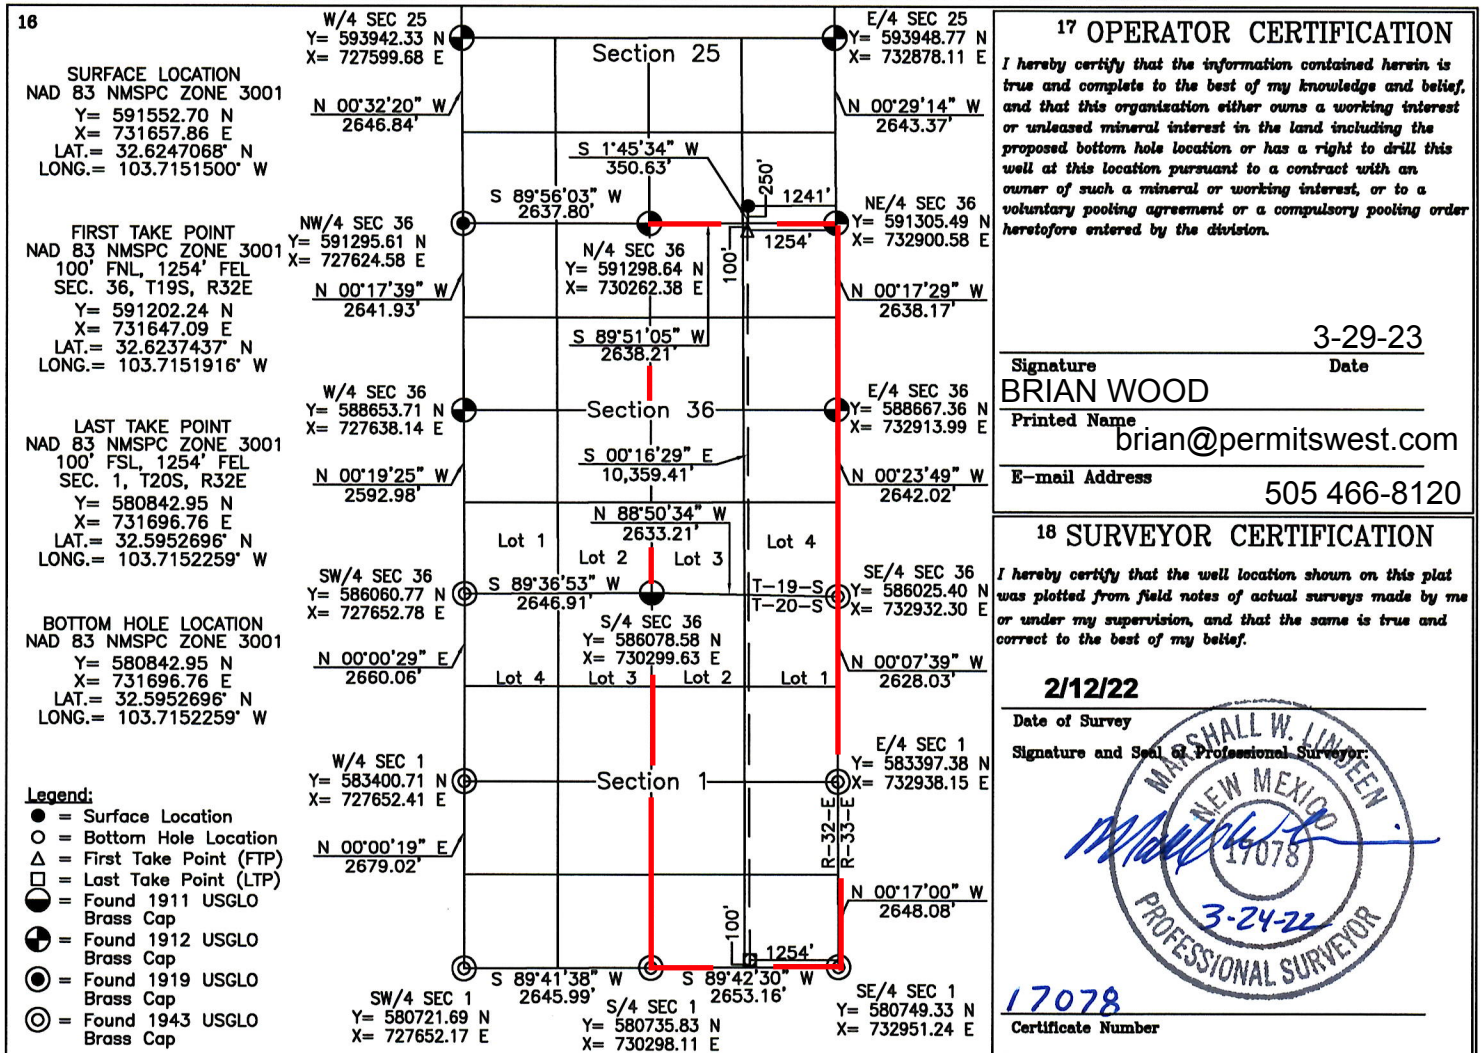 16
SURFACE LOCATION
NAD 83 NMSPC ZONE 3001
Y= 591552.70 N
X= 731657.86 E
LAT.= 32.6247068° N
LONG.= 103.7151500° W
FIRST TAKE POINT
NAD 83 NMSPC ZONE 3001
100' FNL, 1254' FEL
SEC. 36, T19S, R32E
Y= 591202.24 N
X= 731647.09 E
LAT.= 32.6237437° N
LONG.= 103.7151916° W
LAST TAKE POINT
NAD 83 NMSPC ZONE 3001
100' FSL, 1254' FEL
SEC. 1, T20S, R32E
Y= 580842.95 N
X= 731696.76 E
LAT.= 32.5952696° N
LONG.= 103.7152259° W
BOTTOM HOLE LOCATION
NAD 83 NMSPC ZONE 3001
Y= 580842.95 N
X= 731696.76 E
LAT.= 32.5952696° N
LONG.= 103.7152259° W
Legend:
= Surface Location
= Bottom Hole Location
= First Take Point (FTP)
= Last Take Point (LTP)
= Found 1911 USGLO
Brass Cap
= Found 1912 USGLO
Brass Cap
= Found 1919 USGLO
Brass Cap
= Found 1943 USGLO
Brass Cap
W/4 SEC 25
Y= 593942.33 N
X= 727599.68 E
Section 25
E/4 SEC 25
Y= 593948.77 N
X= 732878.11 E
N 00°32'20" W
2646.84'
N 00°29'14" W
2643.37'
S 1°45'34" W
350.63'
250'
1241'
S 89°56'03" W
2637.80'
NW/4 SEC 36
Y= 591295.61 N
X= 727624.58 E
N/4 SEC 36
Y= 591298.64 N
X= 730262.38 E
100'
1254'
NE/4 SEC 36
Y= 591305.49 N
X= 732900.58 E
N 00°17'39" W
2641.93'
N 00°17'29" W
2638.17'
S 89°51'05" W
2638.21'
W/4 SEC 36
Y= 588653.71 N
X= 727638.14 E
Section 36
E/4 SEC 36
Y= 588667.36 N
X= 732913.99 E
S 00°16'29" E
10,359.41'
N 00°19'25" W
2592.98'
N 00°23'49" W
2642.02'
N 88°50'34" W
2633.21'
Lot 1
Lot 2
Lot 3
Lot 4
SW/4 SEC 36
Y= 586060.77 N
X= 727652.78 E
S 89°36'53" W
2646.91'
T-19-S
T-20-S
SE/4 SEC 36
Y= 586025.40 N
X= 732932.30 E
S/4 SEC 36
Y= 586078.58 N
X= 730299.63 E
N 00°00'29" E
2660.06'
N 00°07'39" W
2628.03'
Lot 4
Lot 3
Lot 2
Lot 1
W/4 SEC 1
Y= 583400.71 N
X= 727652.41 E
Section 1
E/4 SEC 1
Y= 583397.38 N
X= 732938.15 E
R-32-E
R-33-E
N 00°00'19" E
2679.02'
N 00°17'00" W
2648.08'
100'
1254'
S 89°41'38" W
2645.99'
S 89°42'30" W
2653.16'
SW/4 SEC 1
Y= 580721.69 N
X= 727652.17 E
S/4 SEC 1
Y= 580735.83 N
X= 730298.11 E
SE/4 SEC 1
Y= 580749.33 N
X= 732951.24 E
17 OPERATOR CERTIFICATION
I hereby certify that the information contained herein is
true and complete to the best of my knowledge and belief,
and that this organization either owns a working interest
or unleased mineral interest in the land including the
proposed bottom hole location or has a right to drill this
well at this location pursuant to a contract with an
owner of such a mineral or working interest, or to a
voluntary pooling agreement or a compulsory pooling order
heretofore entered by the division.
3-29-23
Signature Date
BRIAN WOOD
Printed Name
brian@permitswest.com
E-mail Address
505 466-8120
18 SURVEYOR CERTIFICATION
I hereby certify that the well location shown on this plat
was plotted from field notes of actual surveys made by me
or under my supervision, and that the same is true and
correct to the best of my belief.
2/12/22
Date of Survey
Signature and Seal of Professional Surveyor:
MARSHALL W. LINDEEN
NEW MEXICO
17078
3-24-22
PROFESSIONAL SURVEYOR
17078
Certificate Number